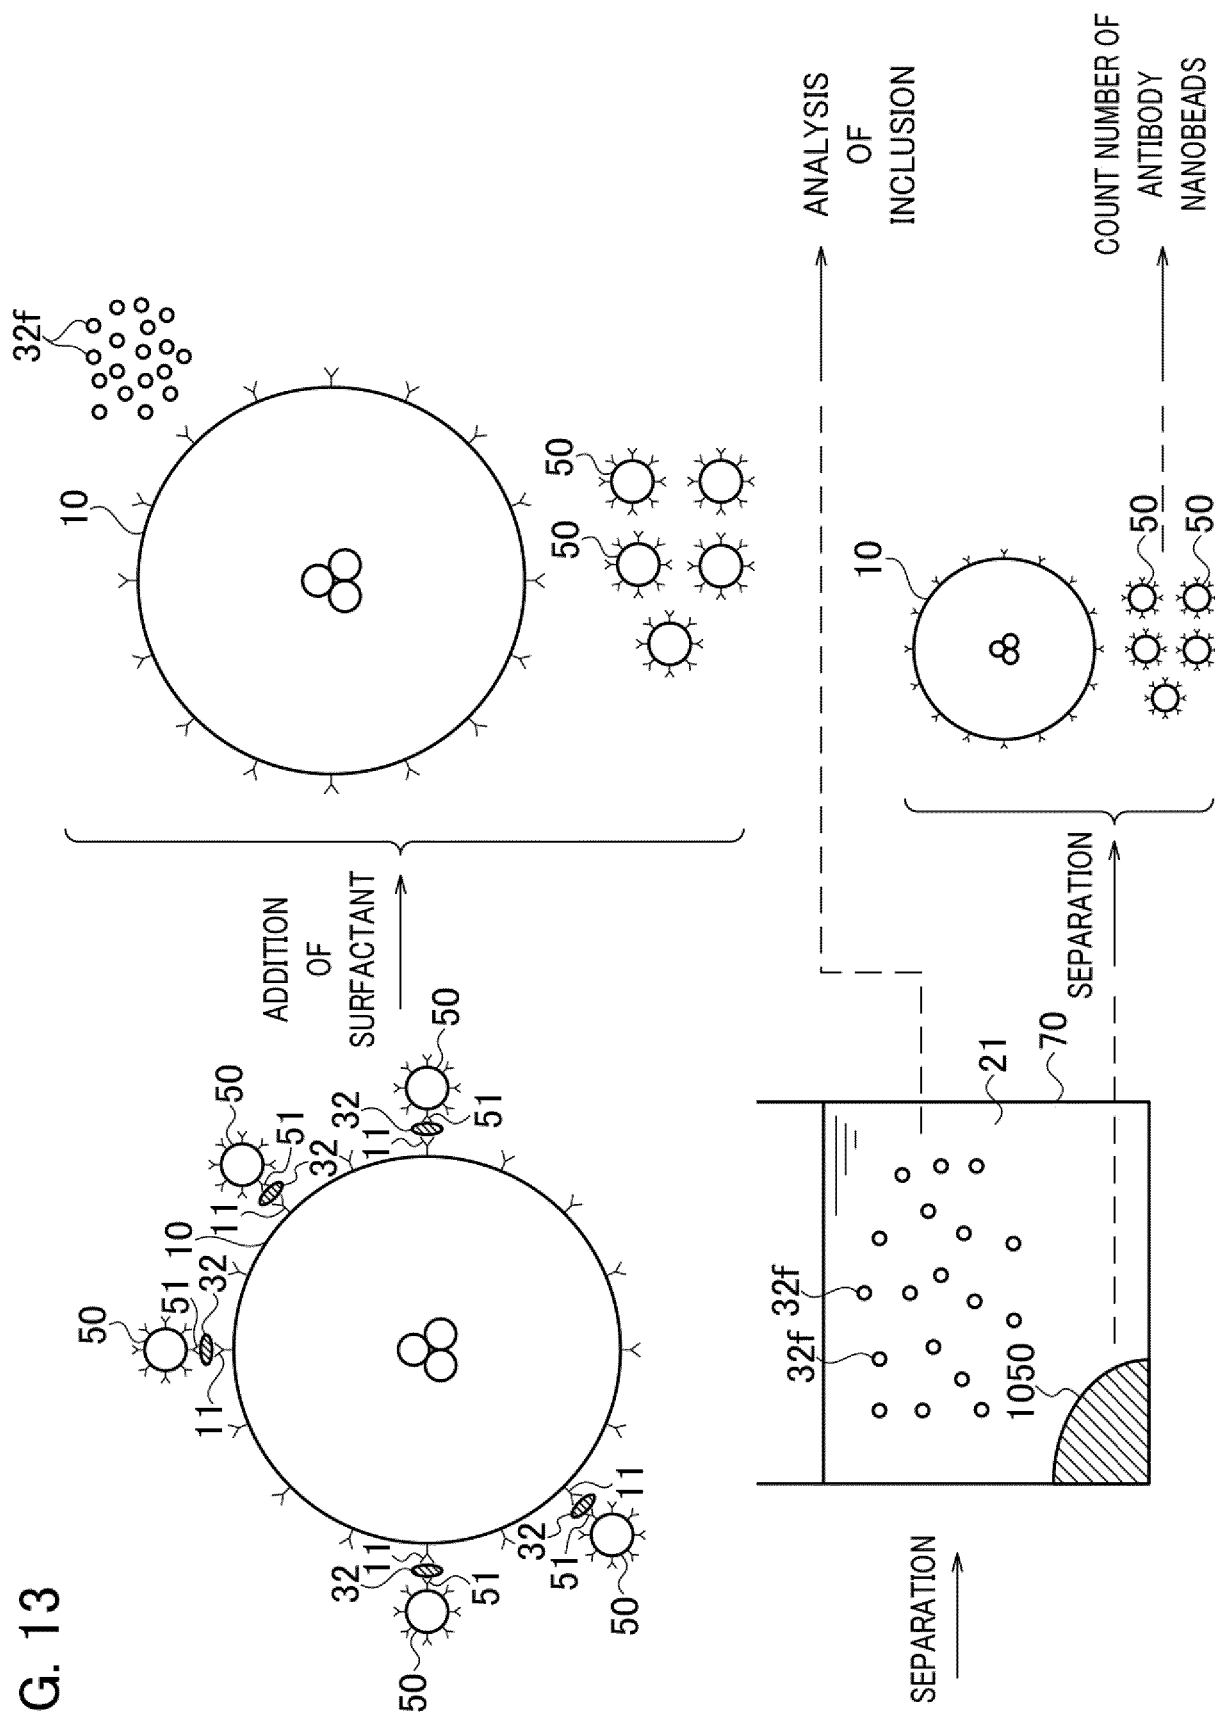 G. 13
50
51
32
11
10
50
51
32
11
50
32
11
51
50
32
11
51
50
32
11
51
ADDITION
OF
SURFACTANT
10
32f
50
50
SEPARATION
32f
32f
1050
21
70
SEPARATION
10
50
50
ANALYSIS
OF
INCLUSION
COUNT NUMBER OF
ANTIBODY
NANOBEADS